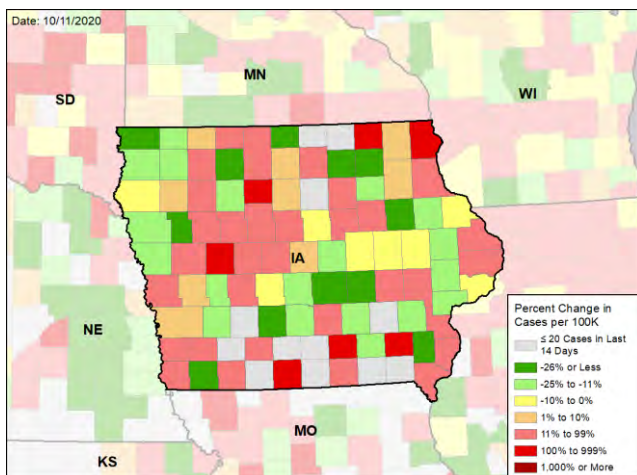 Date: 10/11/2020
MN
SD
WI
IA
NE
MO
KS
Percent Change in
Cases per 100K
≤ 20 Cases in Last
14 Days
-26% or Less
-25% to -11%
-10% to 0%
1% to 10%
11% to 99%
100% to 999%
1,000% or More